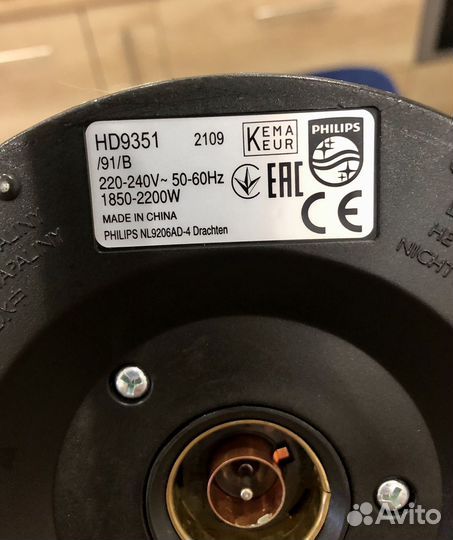 HD9351 2109
/91/B
220-240V~ 50-60Hz
1850-2200W
MADE IN CHINA
PHILIPS NL9206AD-4 Drachten
KEMA
KEUR
PHILIPS
EAC
CE
NICHT
Avito